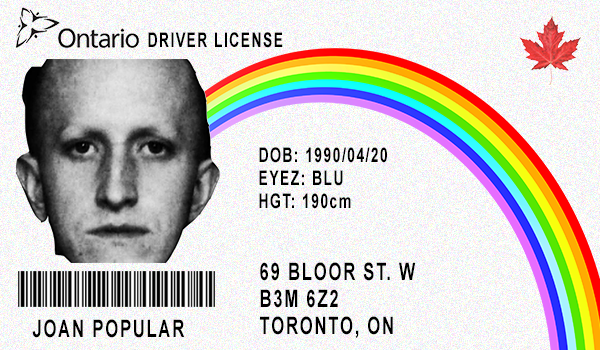 Ontario DRIVER LICENSE
DOB: 1990/04/20
EYEZ: BLU
HGT: 190cm
69 BLOOR ST. W
B3M 6Z2
TORONTO, ON
JOAN POPULAR